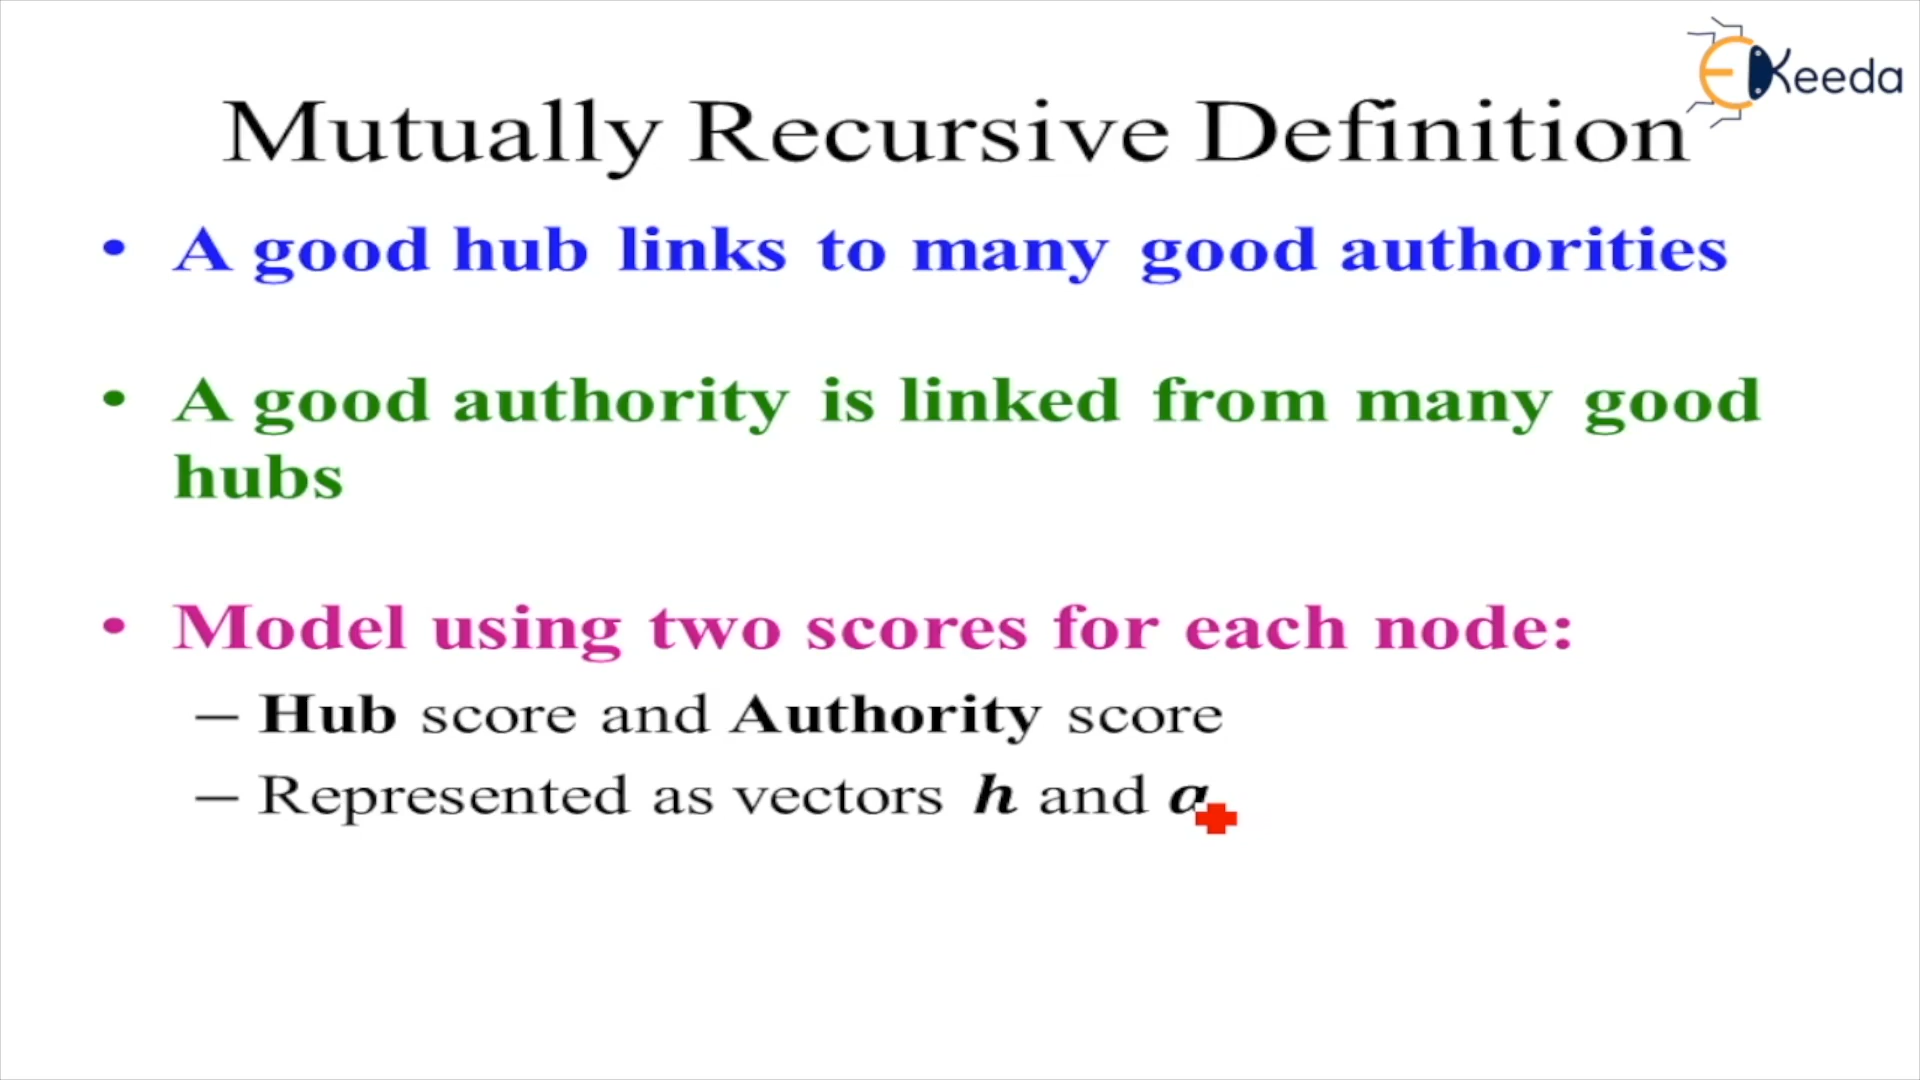 EKeeda
Mutually Recursive Definition
• A good hub links to many good authorities
• A good authority is linked from many good
hubs
• Model using two scores for each node:
– Hub score and Authority score
– Represented as vectors h and a